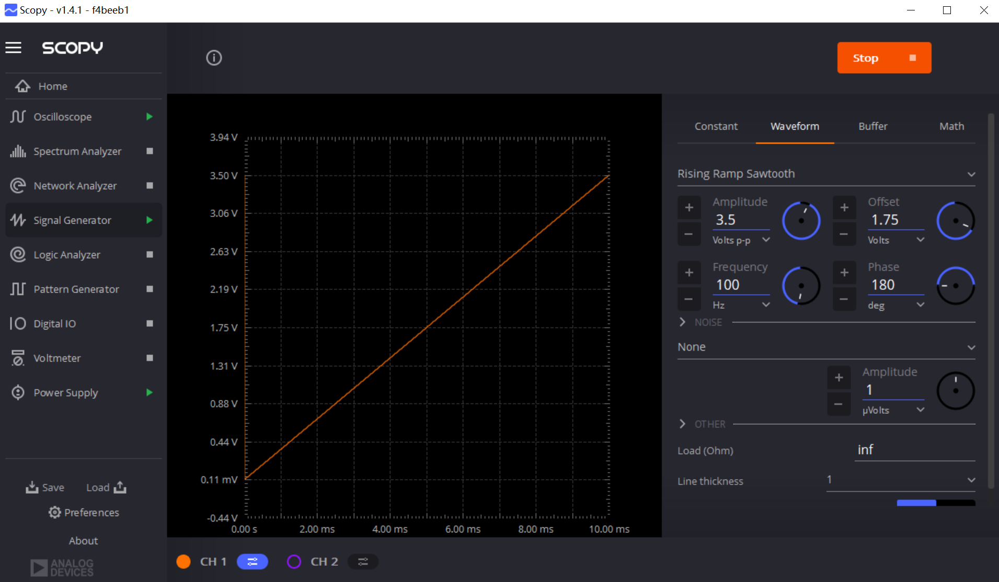 Scopy - v1.4.1 - f4beeb1
SCOPY
Home
Oscilloscope
Spectrum Analyzer
Network Analyzer
Signal Generator
Logic Analyzer
Pattern Generator
Digital IO
Voltmeter
Power Supply
Save Load
Preferences
About
ANALOG
DEVICES
i
Stop
3.94 V
3.50 V
3.06 V
2.63 V
2.19 V
1.75 V
1.31 V
0.88 V
0.44 V
0.11 mV
-0.44 V
0.00 s 2.00 ms 4.00 ms 6.00 ms 8.00 ms 10.00 ms
CH 1 CH 2
Constant Waveform Buffer Math
Rising Ramp Sawtooth
+ Amplitude + Offset
3.5 1.75
- Volts p-p - Volts
+ Frequency + Phase
100 180
- Hz - deg
NOISE
None
+ Amplitude
1
- µVolts
OTHER
Load (Ohm) inf
Line thickness 1